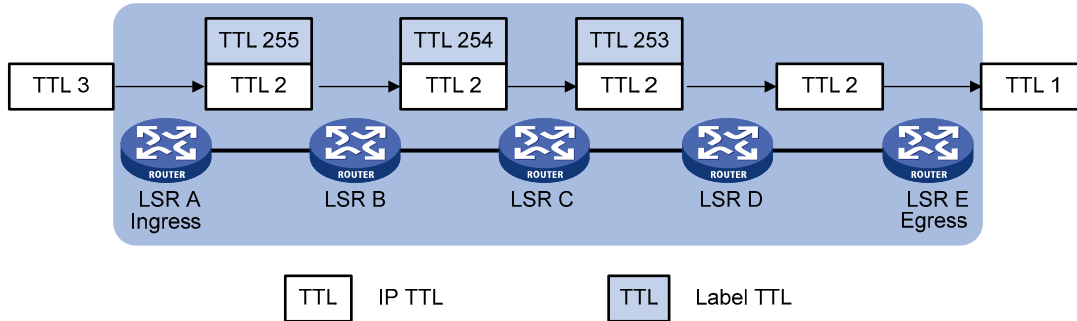 TTL 255 TTL 254 TTL 253
TTL 3 TTL 2 TTL 2 TTL 2 TTL 2 TTL 1
ROUTER ROUTER ROUTER ROUTER ROUTER
LSR A LSR B LSR C LSR D LSR E
Ingress Egress
TTL IP TTL TTL Label TTL